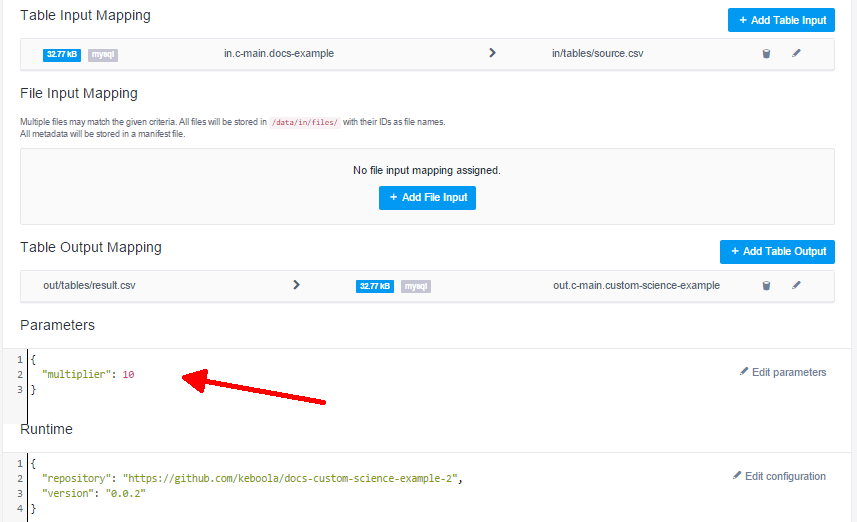 Table Input Mapping
+ Add Table Input
32.77 kB mysql in.c-main.docs-example in/tables/source.csv
File Input Mapping
Multiple files may match the given criteria. All files will be stored in /data/in/files/ with their IDs as file names.
All metadata will be stored in a manifest file.
No file input mapping assigned.
+ Add File Input
Table Output Mapping
+ Add Table Output
out/tables/result.csv 32.77 kB mysql out.c-main.custom-science-example
Parameters
1 {
2 "multiplier": 10
3 }
Edit parameters
Runtime
1 {
2 "repository": "https://github.com/keboola/docs-custom-science-example-2",
3 "version": "0.0.2"
4 }
Edit configuration